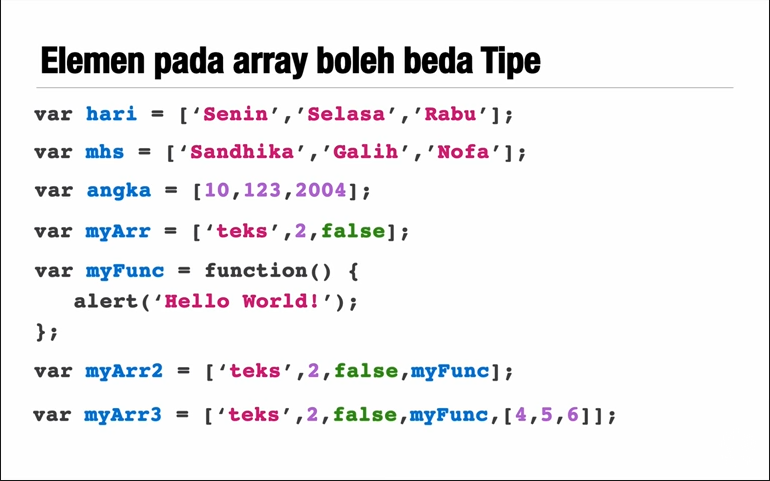 Elemen pada array boleh beda Tipe
var hari = [‘Senin’,’Selasa’,’Rabu’];
var mhs = [‘Sandhika’,’Galih’,’Nofa’];
var angka = [10,123,2004];
var myArr = [‘teks’,2,false];
var myFunc = function() {
   alert(‘Hello World!’);
};
var myArr2 = [‘teks’,2,false,myFunc];
var myArr3 = [‘teks’,2,false,myFunc,[4,5,6]];